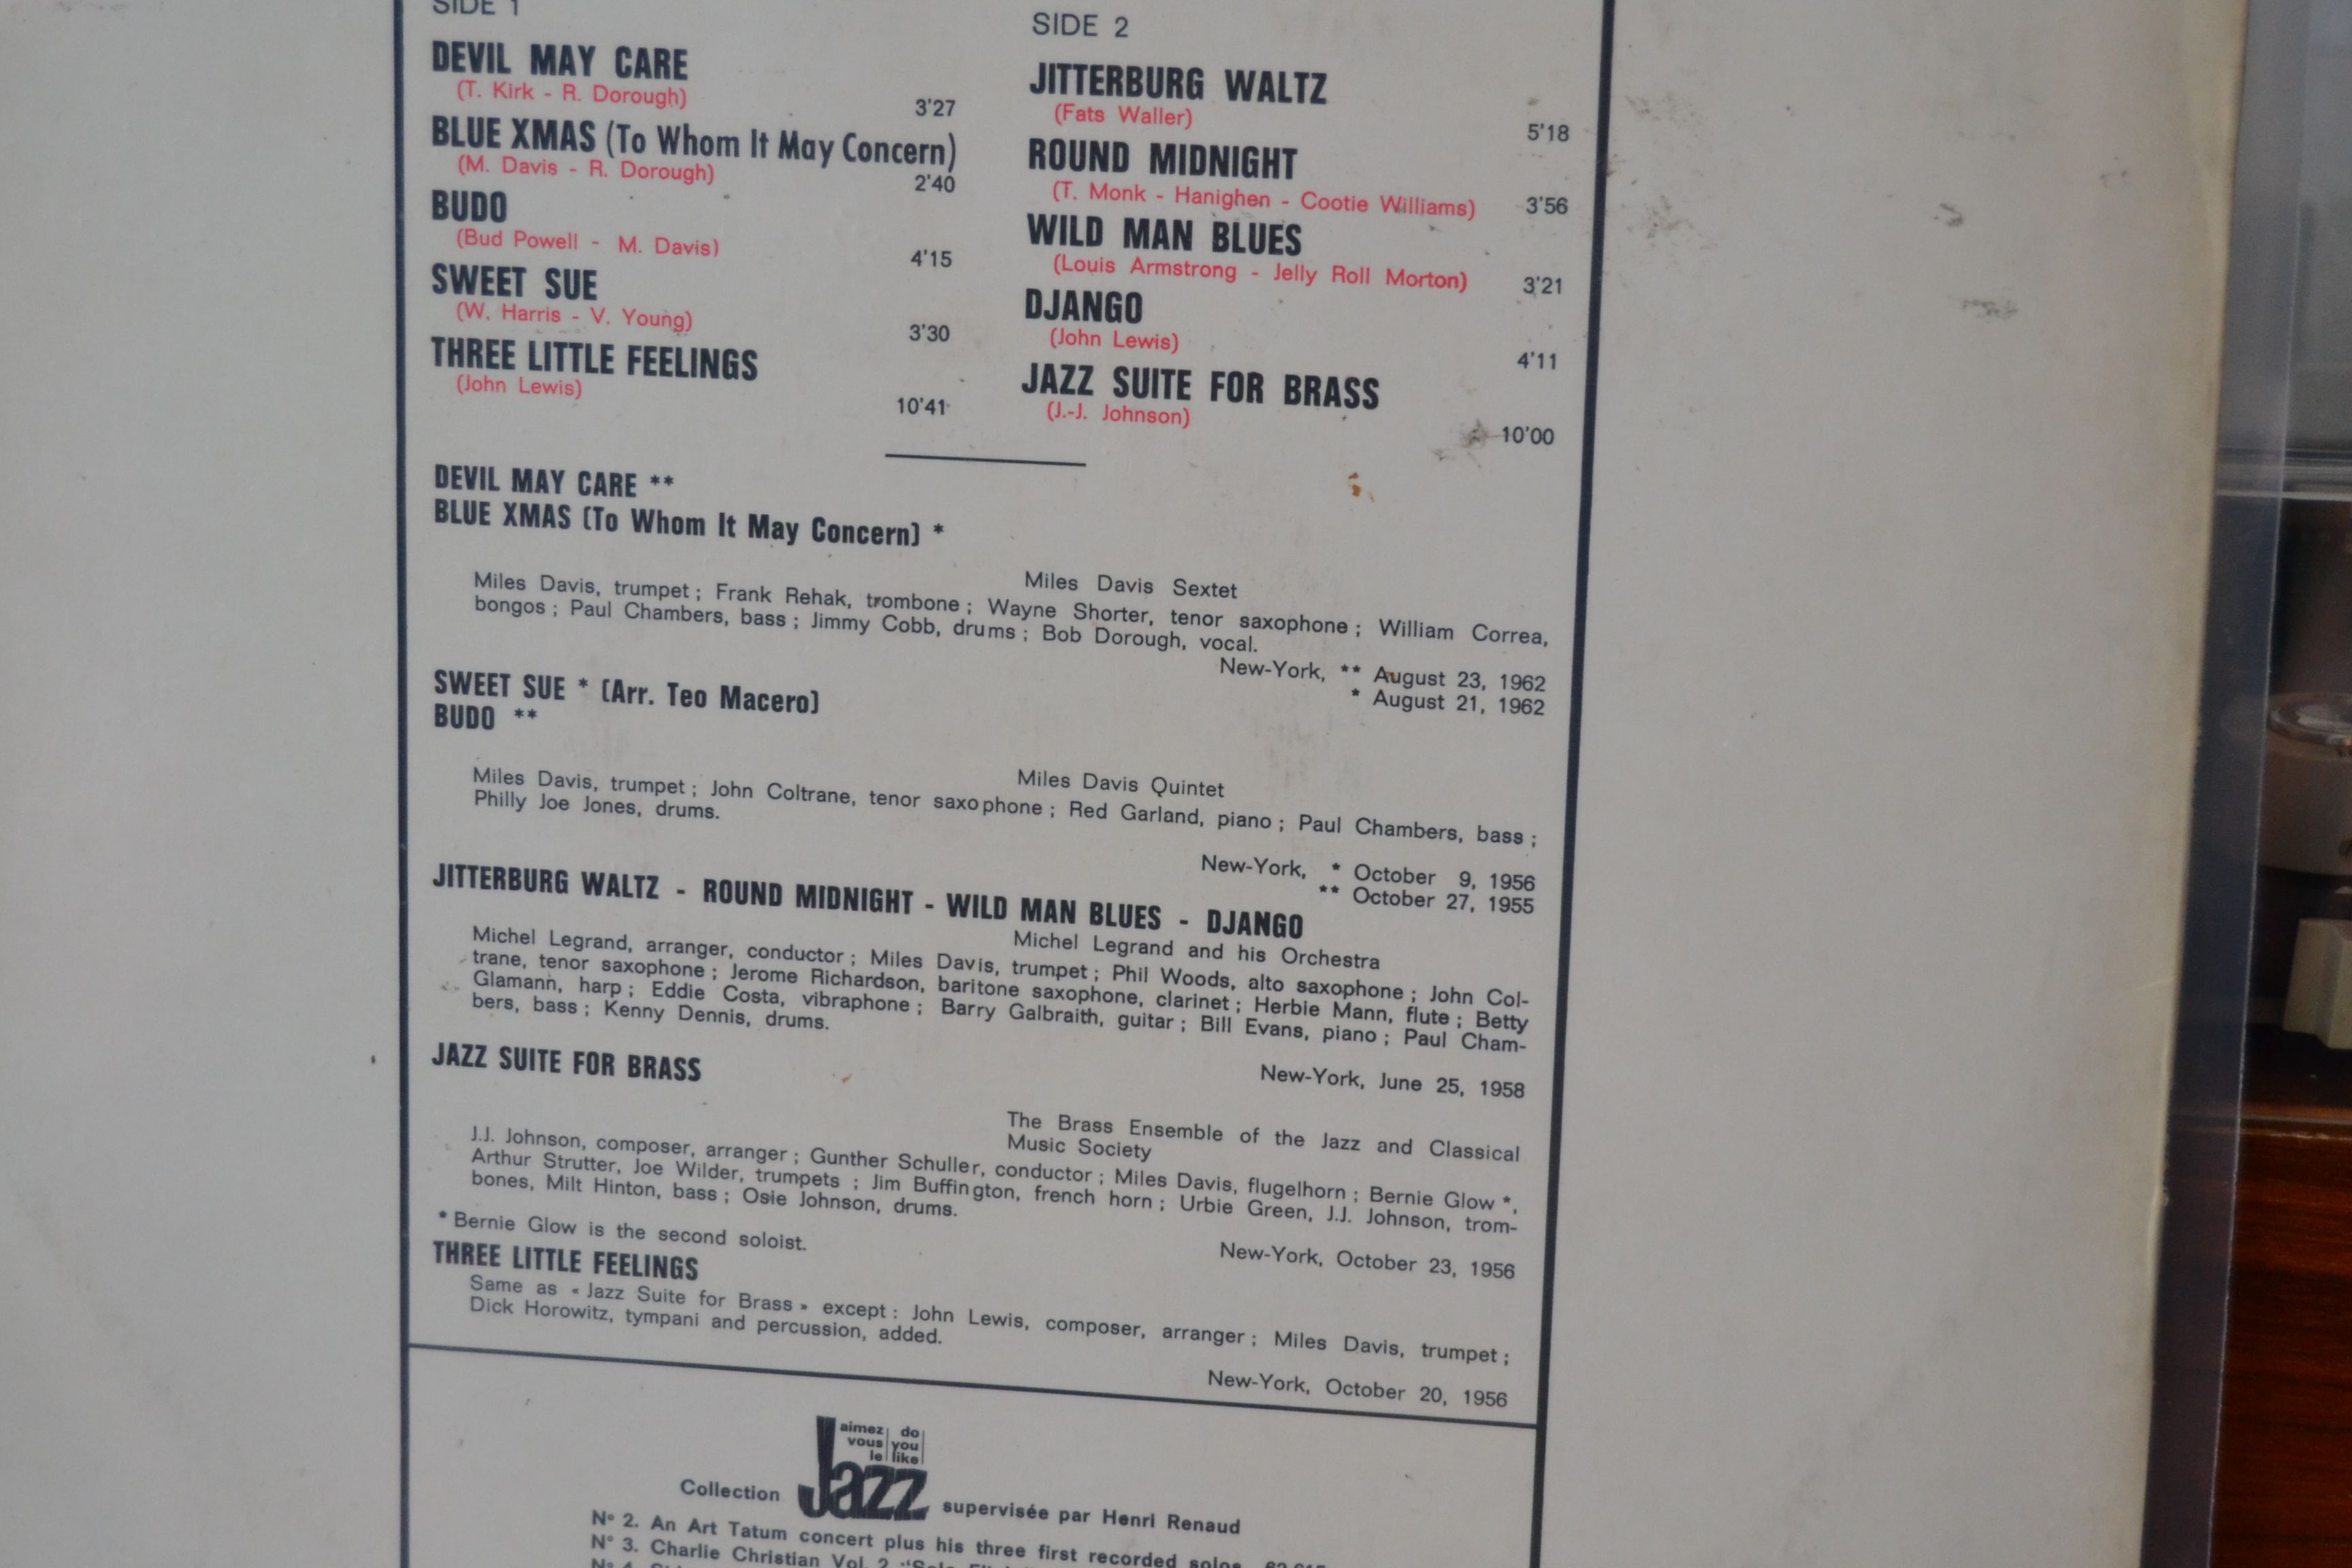 SIDE 1
DEVIL MAY CARE
(T. Kirk - R. Dorough)
3'27
BLUE XMAS (To Whom It May Concern)
(M. Davis - R. Dorough)
2'40
BUDO
(Bud Powell - M. Davis)
4'15
SWEET SUE
(W. Harris - V. Young)
3'30
THREE LITTLE FEELINGS
(John Lewis)
10'41
SIDE 2
JITTERBURG WALTZ
(Fats Waller)
5'18
ROUND MIDNIGHT
(T. Monk - Hanighen - Cootie Williams) 3'56
WILD MAN BLUES
(Louis Armstrong - Jelly Roll Morton) 3'21
DJANGO
(John Lewis)
4'11
JAZZ SUITE FOR BRASS
(J.-J. Johnson)
10'00
DEVIL MAY CARE **
BLUE XMAS (To Whom It May Concern) *
Miles Davis Sextet
Miles Davis, trumpet ; Frank Rehak, trombone ; Wayne Shorter, tenor saxophone ; William Correa,
bongos ; Paul Chambers, bass ; Jimmy Cobb, drums ; Bob Dorough, vocal.
New-York, ** August 23, 1962
* August 21, 1962
SWEET SUE * (Arr. Teo Macero)
BUDO **
Miles Davis Quintet
Miles Davis, trumpet ; John Coltrane, tenor saxophone ; Red Garland, piano ; Paul Chambers, bass ;
Philly Joe Jones, drums.
New-York, * October 9, 1956
** October 27, 1955
JITTERBURG WALTZ - ROUND MIDNIGHT - WILD MAN BLUES - DJANGO
Michel Legrand and his Orchestra
Michel Legrand, arranger, conductor ; Miles Davis, trumpet ; Phil Woods, alto saxophone ; John Col-
trane, tenor saxophone ; Jerome Richardson, baritone saxophone, clarinet ; Herbie Mann, flute ; Betty
Glamann, harp ; Eddie Costa, vibraphone ; Barry Galbraith, guitar ; Bill Evans, piano ; Paul Cham-
bers, bass ; Kenny Dennis, drums.
New-York, June 25, 1958
JAZZ SUITE FOR BRASS
The Brass Ensemble of the Jazz and Classical
Music Society
J.J. Johnson, composer, arranger ; Gunther Schuller, conductor ; Miles Davis, flugelhorn ; Bernie Glow *,
Arthur Strutter, Joe Wilder, trumpets ; Jim Buffington, french horn ; Urbie Green, J.J. Johnson, trom-
bones, Milt Hinton, bass ; Osie Johnson, drums.
* Bernie Glow is the second soloist.
New-York, October 23, 1956
THREE LITTLE FEELINGS
Same as « Jazz Suite for Brass » except : John Lewis, composer, arranger ; Miles Davis, trumpet ;
Dick Horowitz, tympani and percussion, added.
New-York, October 20, 1956
aimez do
vous you
le like
Collection Jazz supervisée par Henri Renaud
N° 2. An Art Tatum concert plus his three first recorded solos
N° 3. Charlie Christian Vol. 2